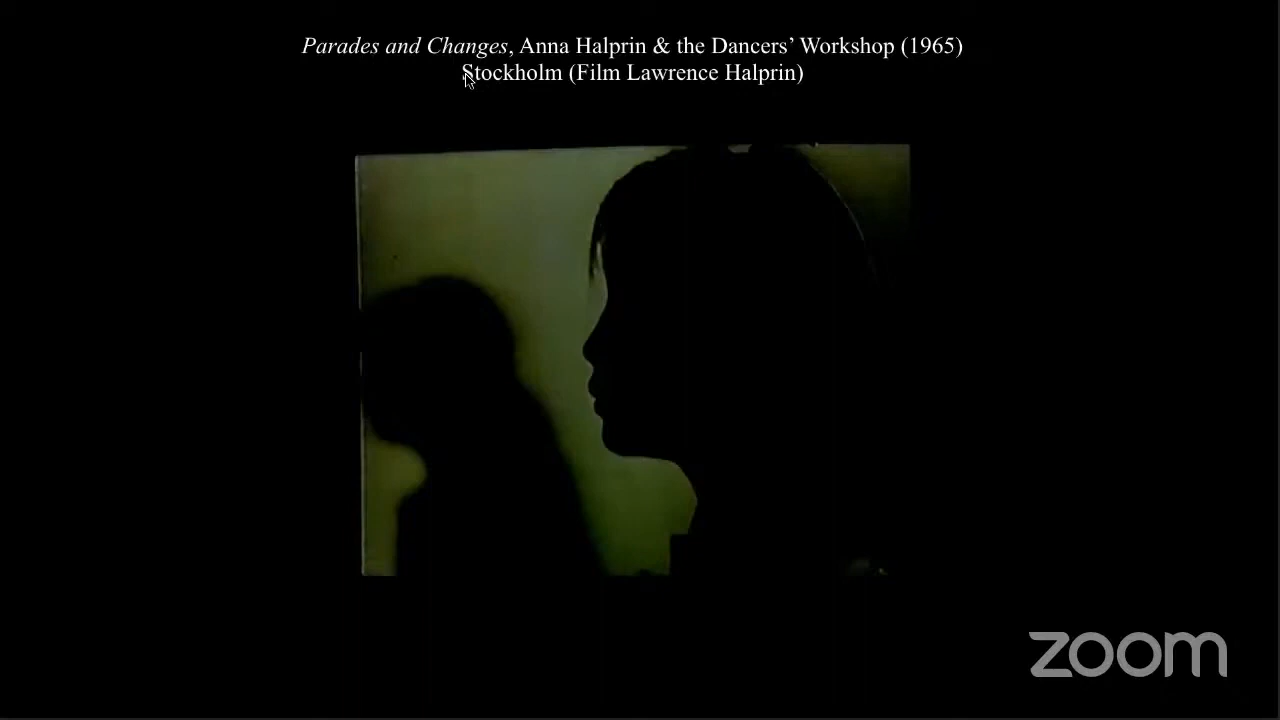 Parades and Changes, Anna Halprin & the Dancers’ Workshop (1965)
Stockholm (Film Lawrence Halprin)
zoom